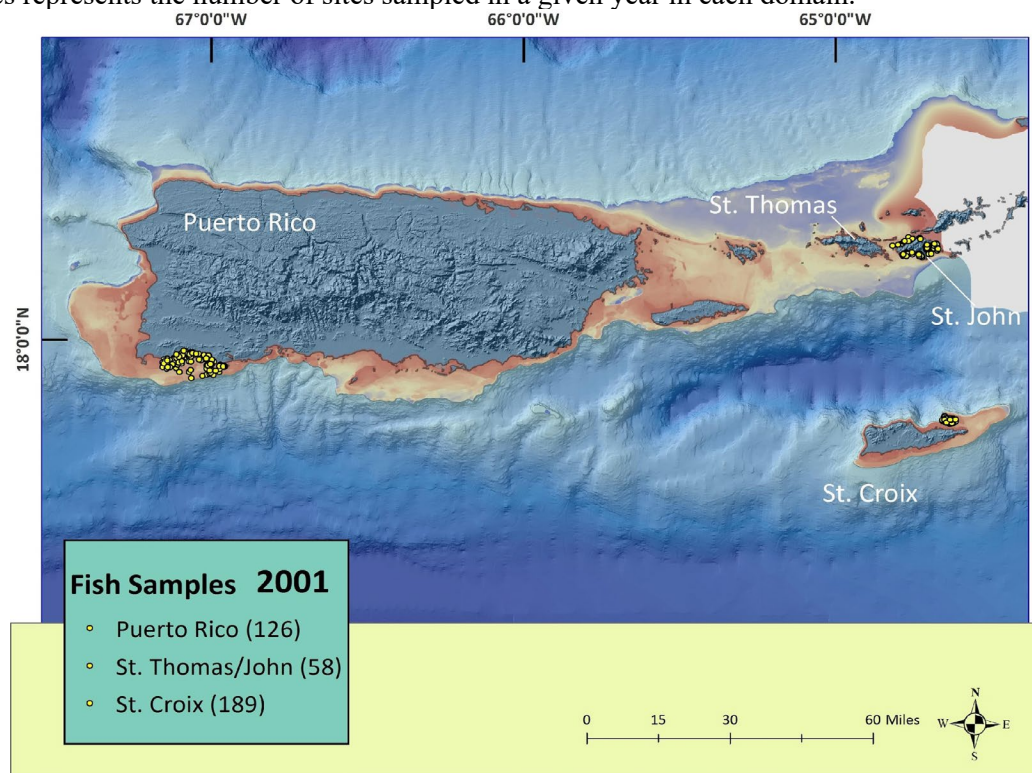 es represents the number of sites sampled in a given year in each domain.
67°0'0"W 66°0'0"W 65°0'0"W
Puerto Rico
St. Thomas
St. John
18°0'0"N
St. Croix
Fish Samples 2001
Puerto Rico (126)
St. Thomas/John (58)
St. Croix (189)
0 15 30 60 Miles
N
W E
S